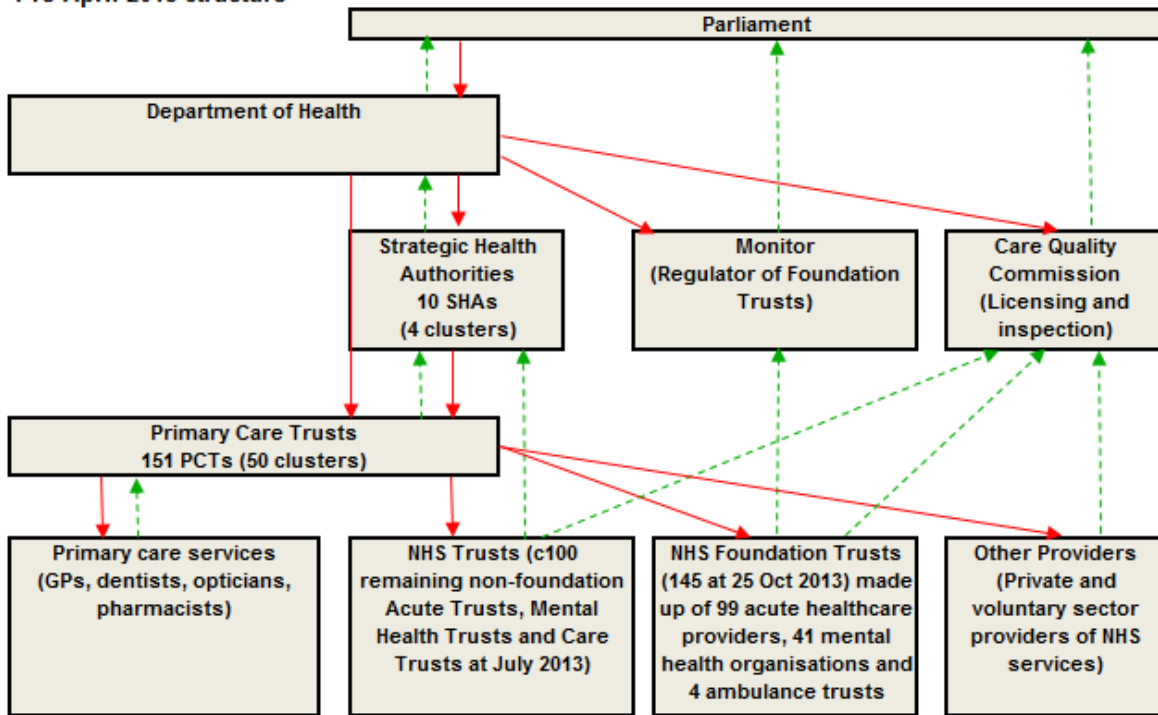 Parliament
Department of Health
Strategic Health
Authorities
10 SHAs
(4 clusters)
Monitor
(Regulator of Foundation
Trusts)
Care Quality
Commission
(Licensing and
inspection)
Primary Care Trusts
151 PCTs (50 clusters)
Primary care services
(GPs, dentists, opticians,
pharmacists)
NHS Trusts (c100
remaining non-foundation
Acute Trusts, Mental
Health Trusts and Care
Trusts at July 2013)
NHS Foundation Trusts
(145 at 25 Oct 2013) made
up of 99 acute healthcare
providers, 41 mental
health organisations and
4 ambulance trusts
Other Providers
(Private and
voluntary sector
providers of NHS
services)